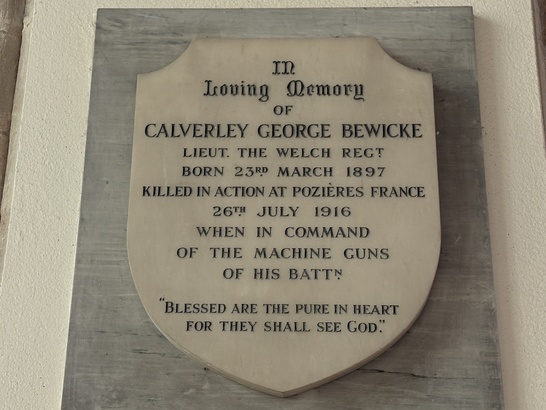 In
Loving Memory
OF
CALVERLEY GEORGE BEWICKE
LIEUT. THE WELCH REGT
BORN 23RD MARCH 1897
KILLED IN ACTION AT POZIÈRES FRANCE
26TH JULY 1916
WHEN IN COMMAND
OF THE MACHINE GUNS
OF HIS BATTN
"BLESSED ARE THE PURE IN HEART
FOR THEY SHALL SEE GOD."